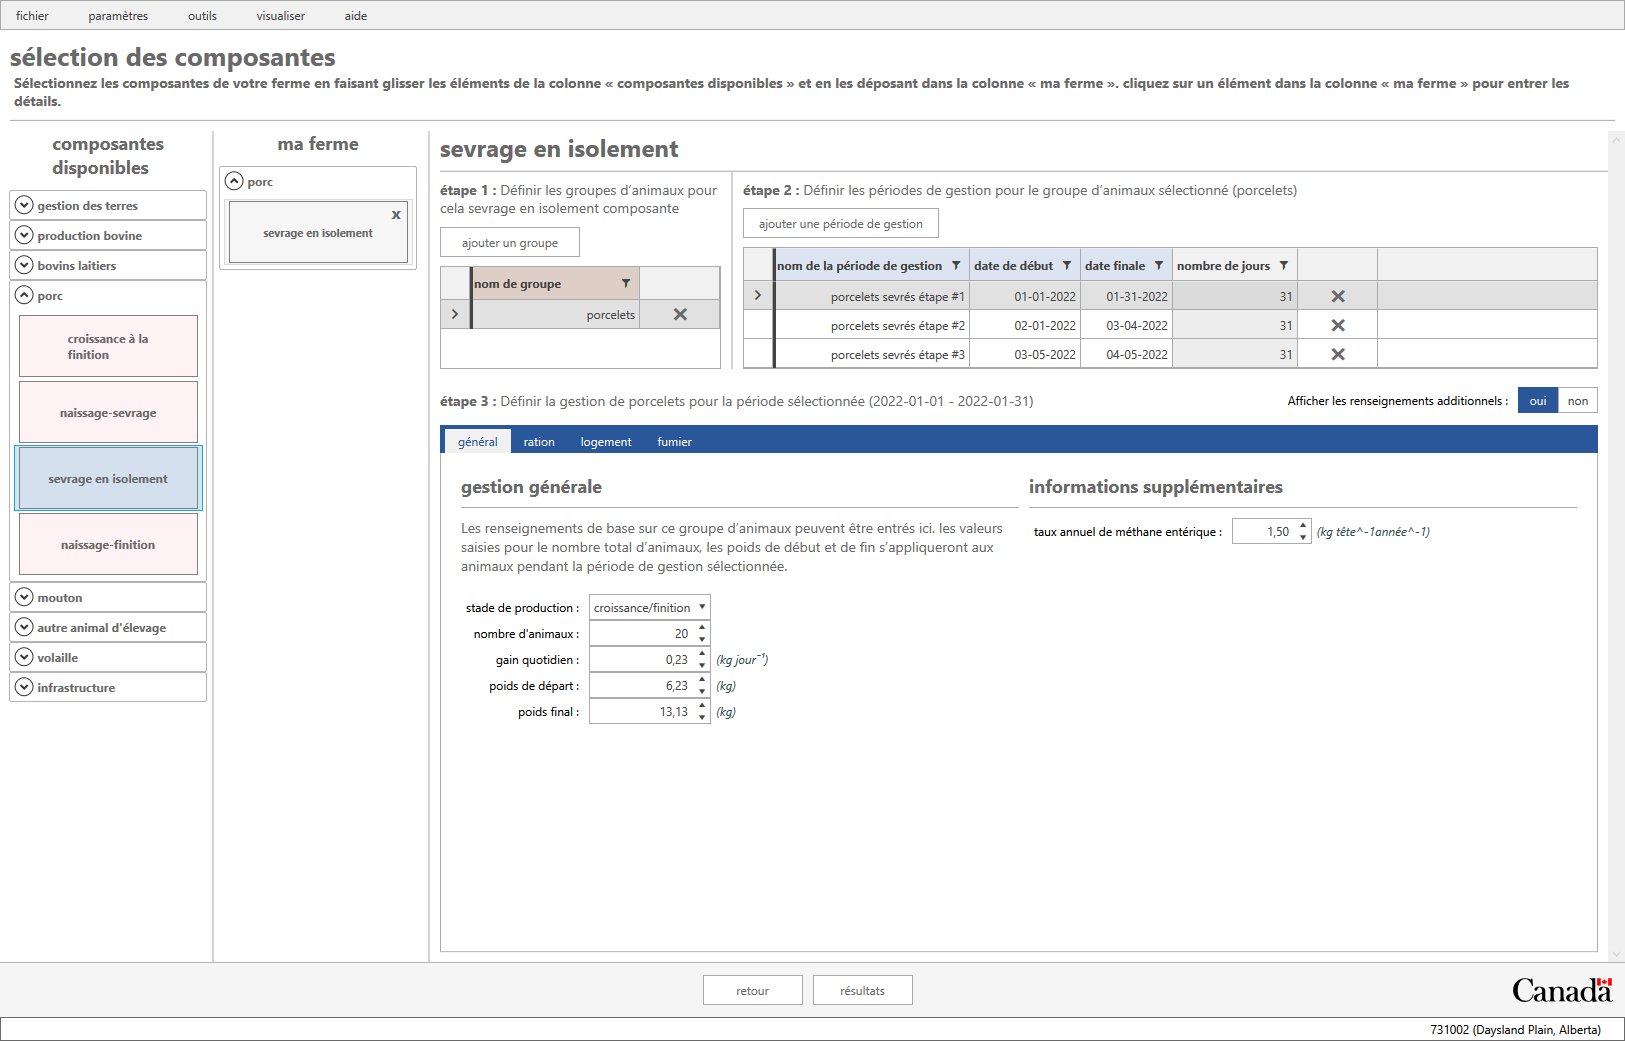 fichier paramètres outils visualiser aide
sélection des composantes
Sélectionnez les composantes de votre ferme en faisant glisser les éléments de la colonne « composantes disponibles » et en les déposant dans la colonne « ma ferme ». cliquez sur un élément dans la colonne « ma ferme » pour entrer les
détails.
composantes
disponibles
gestion des terres
production bovine
bovins laitiers
porc
croissance à la
finition
naissage-sevrage
sevrage en isolement
naissage-finition
mouton
autre animal d'élevage
volaille
infrastructure
ma ferme
porc
x
sevrage en isolement
sevrage en isolement
étape 1 : Définir les groupes d’animaux pour
cela sevrage en isolement composante
ajouter un groupe
nom de groupe
porcelets
étape 2 : Définir les périodes de gestion pour le groupe d’animaux sélectionné (porcelets)
ajouter une période de gestion
nom de la période de gestion date de début date finale nombre de jours
porcelets sevrés étape #1 01-01-2022 01-31-2022 31
porcelets sevrés étape #2 02-01-2022 03-04-2022 31
porcelets sevrés étape #3 03-05-2022 04-05-2022 31
étape 3 : Définir la gestion de porcelets pour la période sélectionnée (2022-01-01 - 2022-01-31)
Afficher les renseignements additionnels : oui non
général ration logement fumier
gestion générale
Les renseignements de base sur ce groupe d’animaux peuvent être entrés ici. les valeurs
saisies pour le nombre total d’animaux, les poids de début et de fin s’appliqueront aux
animaux pendant la période de gestion sélectionnée.
stade de production : croissance/finition
nombre d'animaux : 20
gain quotidien : 0,23 (kg jour⁻¹)
poids de départ : 6,23 (kg)
poids final : 13,13 (kg)
informations supplémentaires
taux annuel de méthane entérique : 1,50 (kg tête^-1année^-1)
retour résultats
Canada
731002 (Daysland Plain, Alberta)